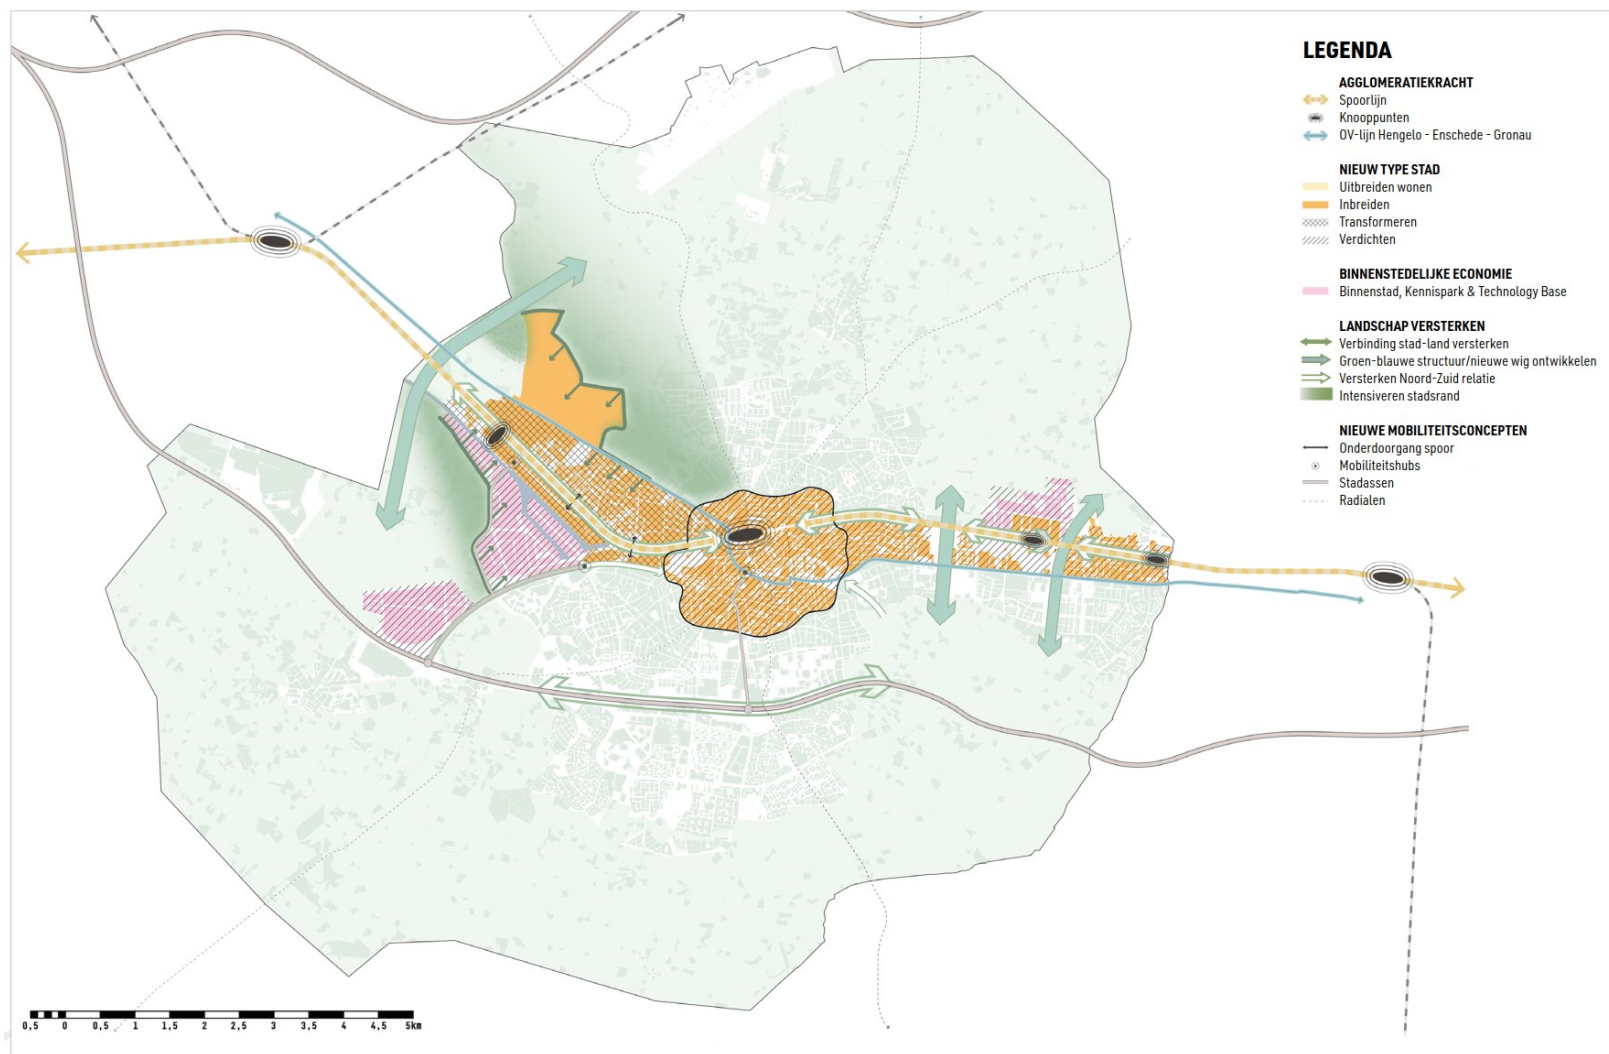 LEGENDA
AGGLOMERATIEKRACHT
Spoorlijn
Knooppunten
OV-lijn Hengelo - Enschede - Gronau
NIEUW TYPE STAD
Uitbreiden wonen
Inbreiden
Transformeren
Verdichten
BINNENSTEDELIJKE ECONOMIE
Binnenstad, Kennispark & Technology Base
LANDSCHAP VERSTERKEN
Verbinding stad-land versterken
Groen-blauwe structuur/nieuwe wig ontwikkelen
Versterken Noord-Zuid relatie
Intensiveren stadsrand
NIEUWE MOBILITEITSCONCEPTEN
Onderdoorgang spoor
Mobiliteitshubs
Stadassen
Radialen
0,5 0 0,5 1 1,5 2 2,5 3 3,5 4 4,5 5km